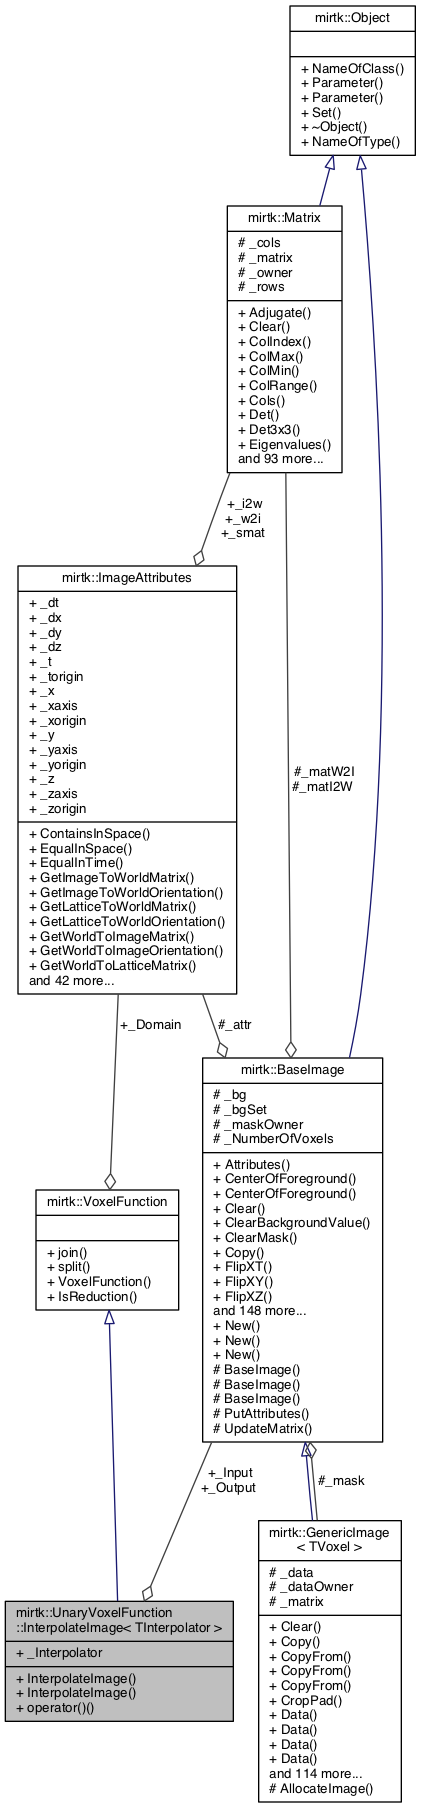 mirtk::Object
+ NameOfClass()
+ Parameter()
+ Parameter()
+ Set()
+ ~Object()
+ NameOfType()
mirtk::Matrix
# _cols
# _matrix
# _owner
# _rows
+ Adjugate()
+ Clear()
+ ColIndex()
+ ColMax()
+ ColMin()
+ ColRange()
+ Cols()
+ Det()
+ Det3x3()
+ Eigenvalues()
and 93 more...
+_i2w
+_w2i
+_smat
mirtk::ImageAttributes
+ _dt
+ _dx
+ _dy
+ _dz
+ _t
+ _torigin
+ _x
+ _xaxis
+ _xorigin
+ _y
+ _yaxis
+ _yorigin
+ _z
+ _zaxis
+ _zorigin
+ ContainsInSpace()
+ EqualInSpace()
+ EqualInTime()
+ GetImageToWorldMatrix()
+ GetImageToWorldOrientation()
+ GetLatticeToWorldMatrix()
+ GetLatticeToWorldOrientation()
+ GetWorldToImageMatrix()
+ GetWorldToImageOrientation()
+ GetWorldToLatticeMatrix()
and 42 more...
#_matW2I
#_matI2W
+_Domain
#_attr
mirtk::BaseImage
# _bg
# _bgSet
# _maskOwner
# _NumberOfVoxels
+ Attributes()
+ CenterOfForeground()
+ CenterOfForeground()
+ Clear()
+ ClearBackgroundValue()
+ ClearMask()
+ Copy()
+ FlipXT()
+ FlipXY()
+ FlipXZ()
and 148 more...
+ New()
+ New()
+ New()
# BaseImage()
# BaseImage()
# BaseImage()
# PutAttributes()
# UpdateMatrix()
mirtk::VoxelFunction
+ join()
+ split()
+ VoxelFunction()
+ IsReduction()
+_Input
+_Output
#_mask
mirtk::GenericImage
< TVoxel >
# _data
# _dataOwner
# _matrix
+ Clear()
+ Copy()
+ CopyFrom()
+ CopyFrom()
+ CopyFrom()
+ CropPad()
+ Data()
+ Data()
+ Data()
+ Data()
and 114 more...
# AllocateImage()
mirtk::UnaryVoxelFunction
::InterpolateImage< TInterpolator >
+ _Interpolator
+ InterpolateImage()
+ InterpolateImage()
+ operator()()